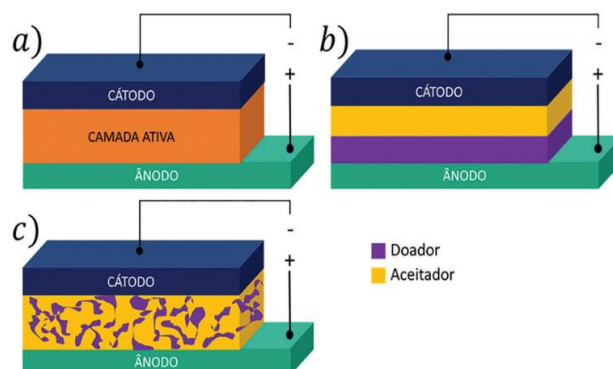 a)
-
+
CÁTODO
CAMADA ATIVA
ÂNODO
b)
-
+
CÁTODO
ÂNODO
c)
-
+
CÁTODO
ÂNODO
Doador
Aceitador